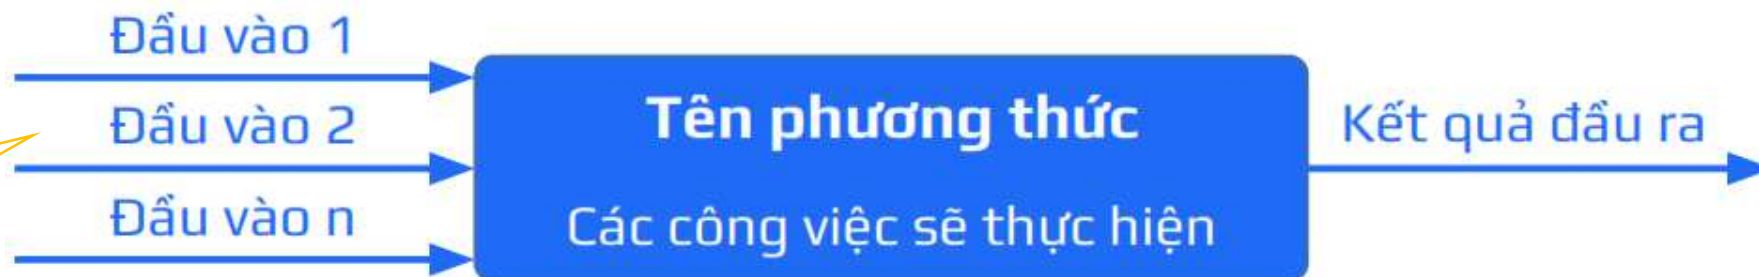 Đầu vào 1
Đầu vào 2
Đầu vào n
Tên phương thức
Các công việc sẽ thực hiện
Kết quả đầu ra